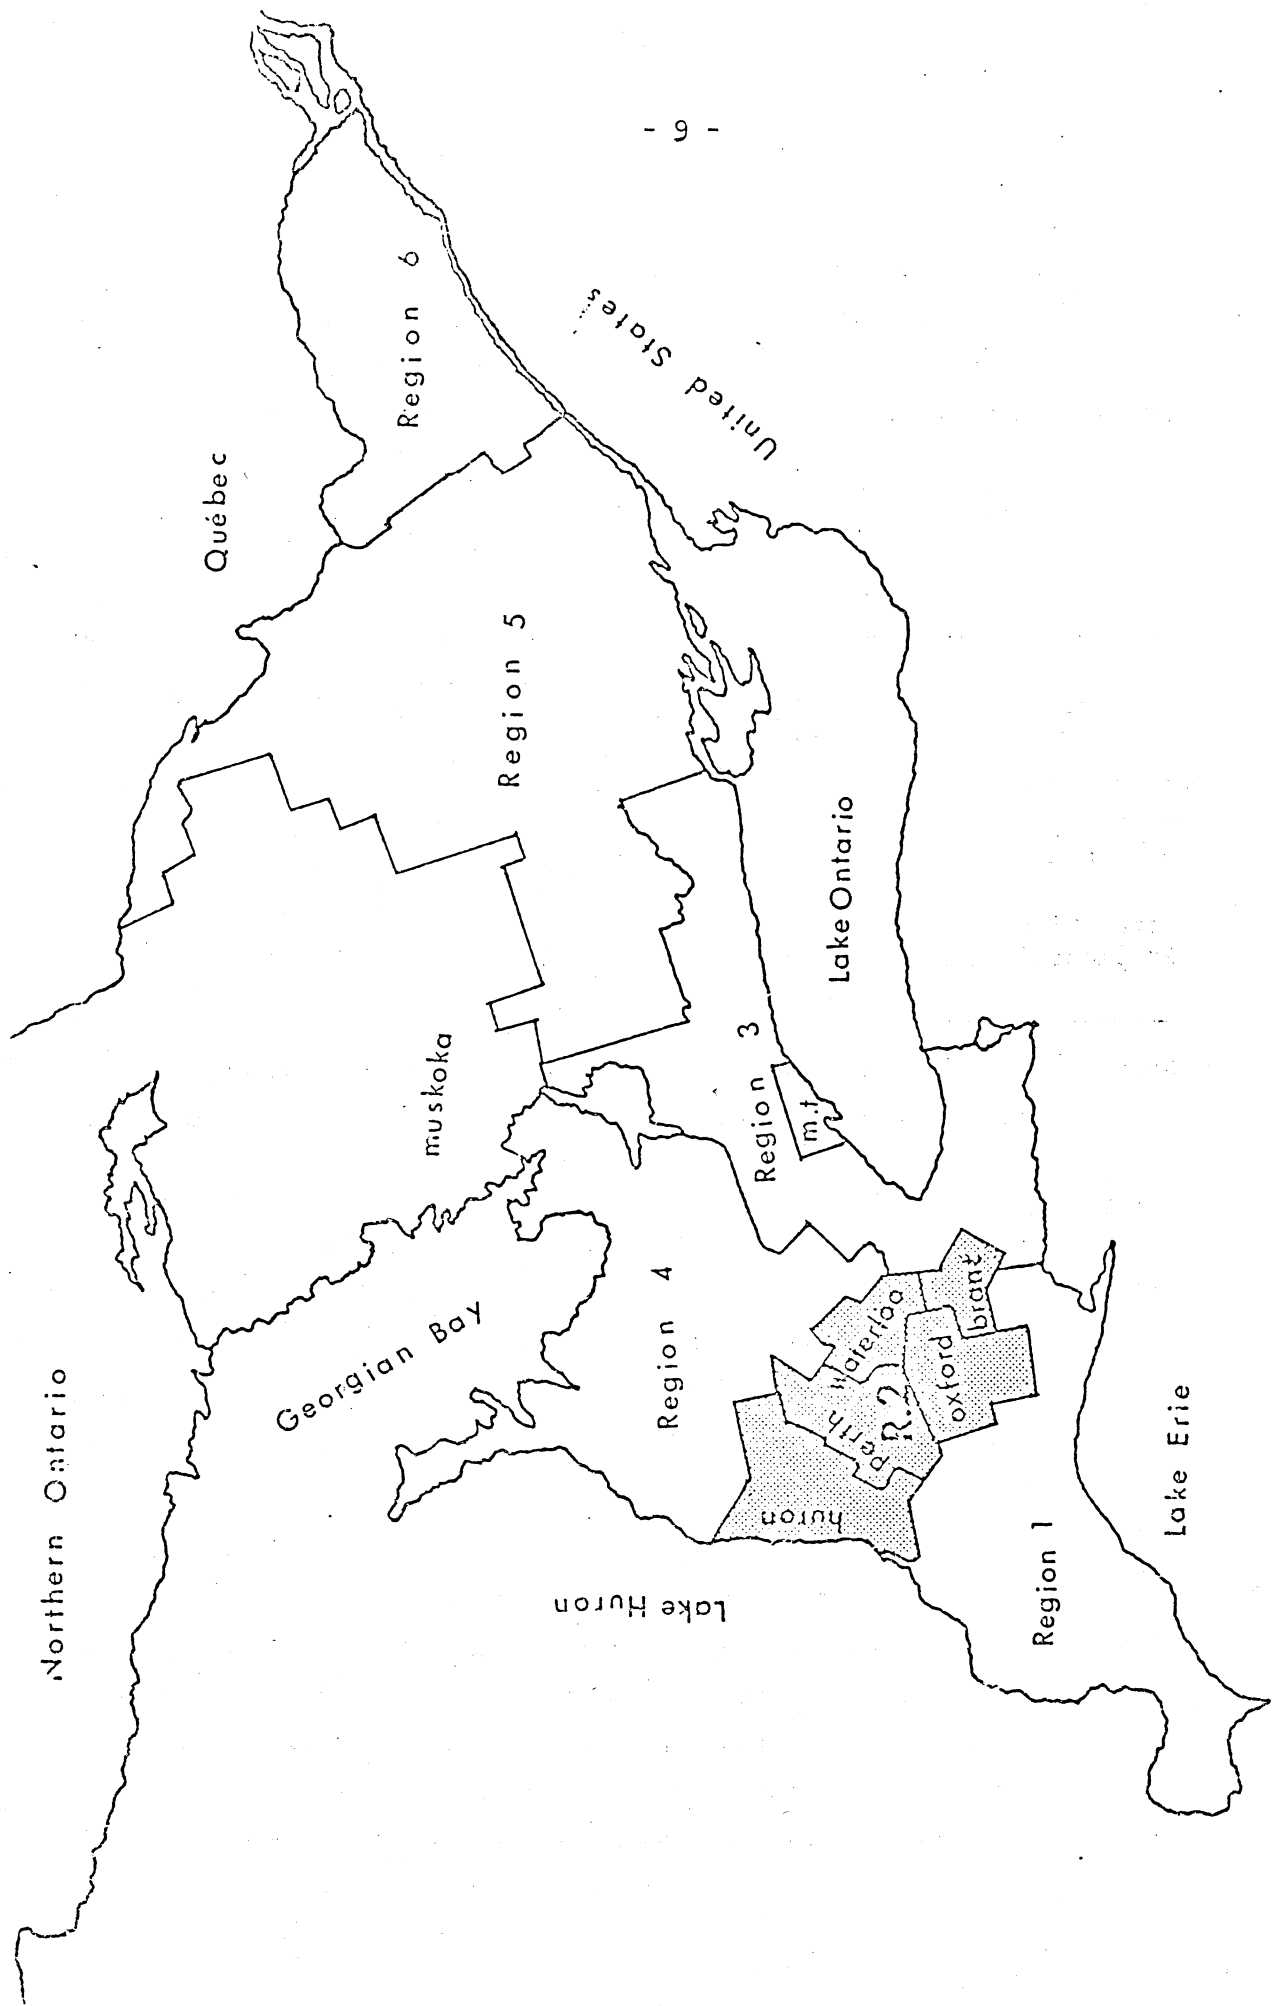 - 6 -
Northern Ontario
Québec
muskoka
Georgian Bay
Region 6
Region 5
United States
Region 4
Region 3
m.t
Lake Ontario
Lake Huron
huron
perth
Waterloo
R.2
oxford
brant
Region 1
Lake Erie